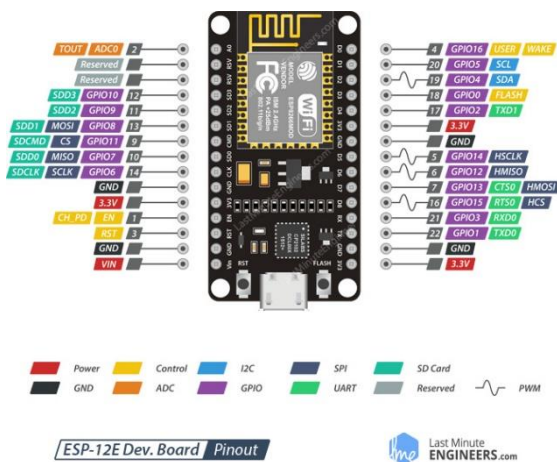 TOUT ADC0 2
Reserved
Reserved
SDD3 GPIO10 12
SDD2 GPIO9 11
SDD1 MOSI GPIO8 13
SDCMD CS GPIO11 9
SDD0 MISO GPIO7 10
SDCLK SCLK GPIO6 14
GND
3.3V
CH_PD EN 1
RST 3
GND
VIN
A0
RSV
RSV
SD3
SD2
SD1
CMD
SD0
CLK
GND
3V3
EN
RST
GND
Vin
MODEL
VENDOR
ESP8266MOD
WiFi
FCC
RST
FLASH
D0
D1
D2
D3
D4
3V3
GND
D5
D6
D7
D8
RX
TX
GND
3V3
4 GPIO16 USER WAKE
20 GPIO5 SCL
19 GPIO4 SDA
18 GPIO0 FLASH
17 GPIO2 TXD1
3.3V
GND
5 GPIO14 HSCLK
6 GPIO12 HMISO
7 GPIO13 CTS0 HMOSI
16 GPIO15 RTS0 HCS
21 GPIO3 RXD0
22 GPIO1 TXD0
GND
3.3V
Power Control I2C SPI SD Card
GND ADC GPIO UART Reserved PWM
ESP-12E Dev. Board Pinout
me Last Minute
ENGINEERS.com